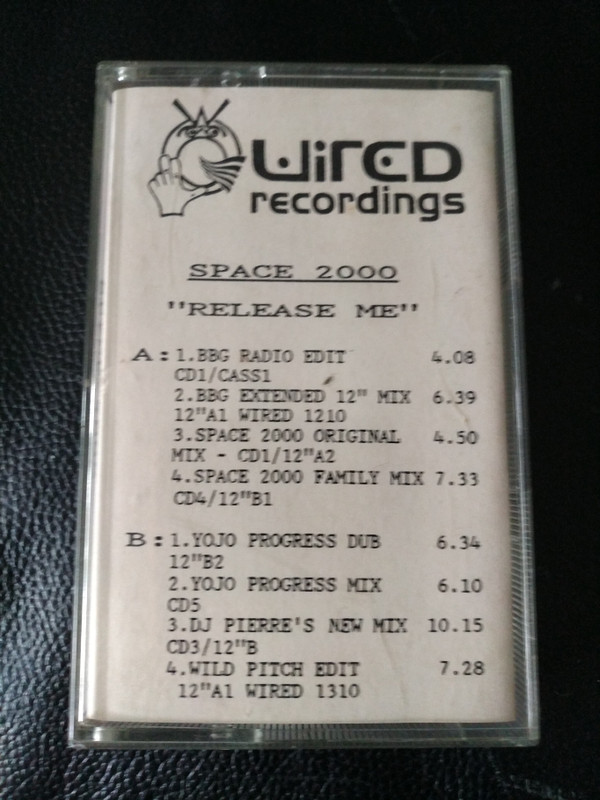 WiRED
recordings
SPACE 2000
"RELEASE ME"
A: 1.BBG RADIO EDIT 4.08
CD1/CASS1
2.BBG EXTENDED 12" MIX 6.39
12"A1 WIRED 1210
3.SPACE 2000 ORIGINAL 4.50
MIX - CD1/12"A2
4.SPACE 2000 FAMILY MIX 7.33
CD4/12"B1
B: 1.YOJO PROGRESS DUB 6.34
12"B2
2.YOJO PROGRESS MIX 6.10
CD5
3.DJ PIERRE'S NEW MIX 10.15
CD3/12"B
4.WILD PITCH EDIT 7.28
12"A1 WIRED 1310